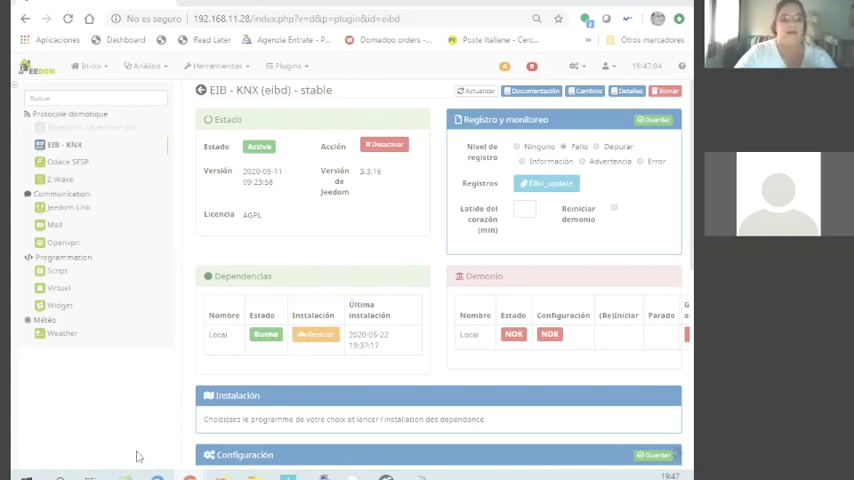 No es seguro | 192.168.11.28/index.php?v=d&p=plugin&id=eibd
Aplicaciones Dashboard Read Later Agenzia Entrate - P... Domadoo orders -... Poste Italiane - Cerc... » Otros marcadores
JEEDOM Inicio Análisis Herramientas Plugins 19:47:04
EIB - KNX (eibd) - stable Actualizar Documentación Cambios Detalles Borrar
Buscar
Protocole domotique
Bluetooth Advertisement
EIB - KNX
Odace SFSP
Z-Wave
Communication
Jeedom Link
Mail
Openvpn
Programmation
Script
Virtuel
Widget
Météo
Weather
Estado
Estado Activo Acción Desactivar
Versión 2020-05-11 09:23:58 Versión de Jeedom 3.3.16
Licencia AGPL
Registro y monitoreo Guardar
Nivel de registro Ninguno Fallo Depurar
Información Advertencia Error
Registros Eibd_update
Latido del corazón (min) Reiniciar demonio
Dependencias
Nombre Estado Instalación Última instalación
Local Bueno Reiniciar 2020-05-22 19:37:17
Demonio
Nombre Estado Configuración (Re)Iniciar Parado
Local NOK NOK
Instalación
Choisissez le programme de votre choix et lancer l'installation des dependance
Configuración Guardar
19:47